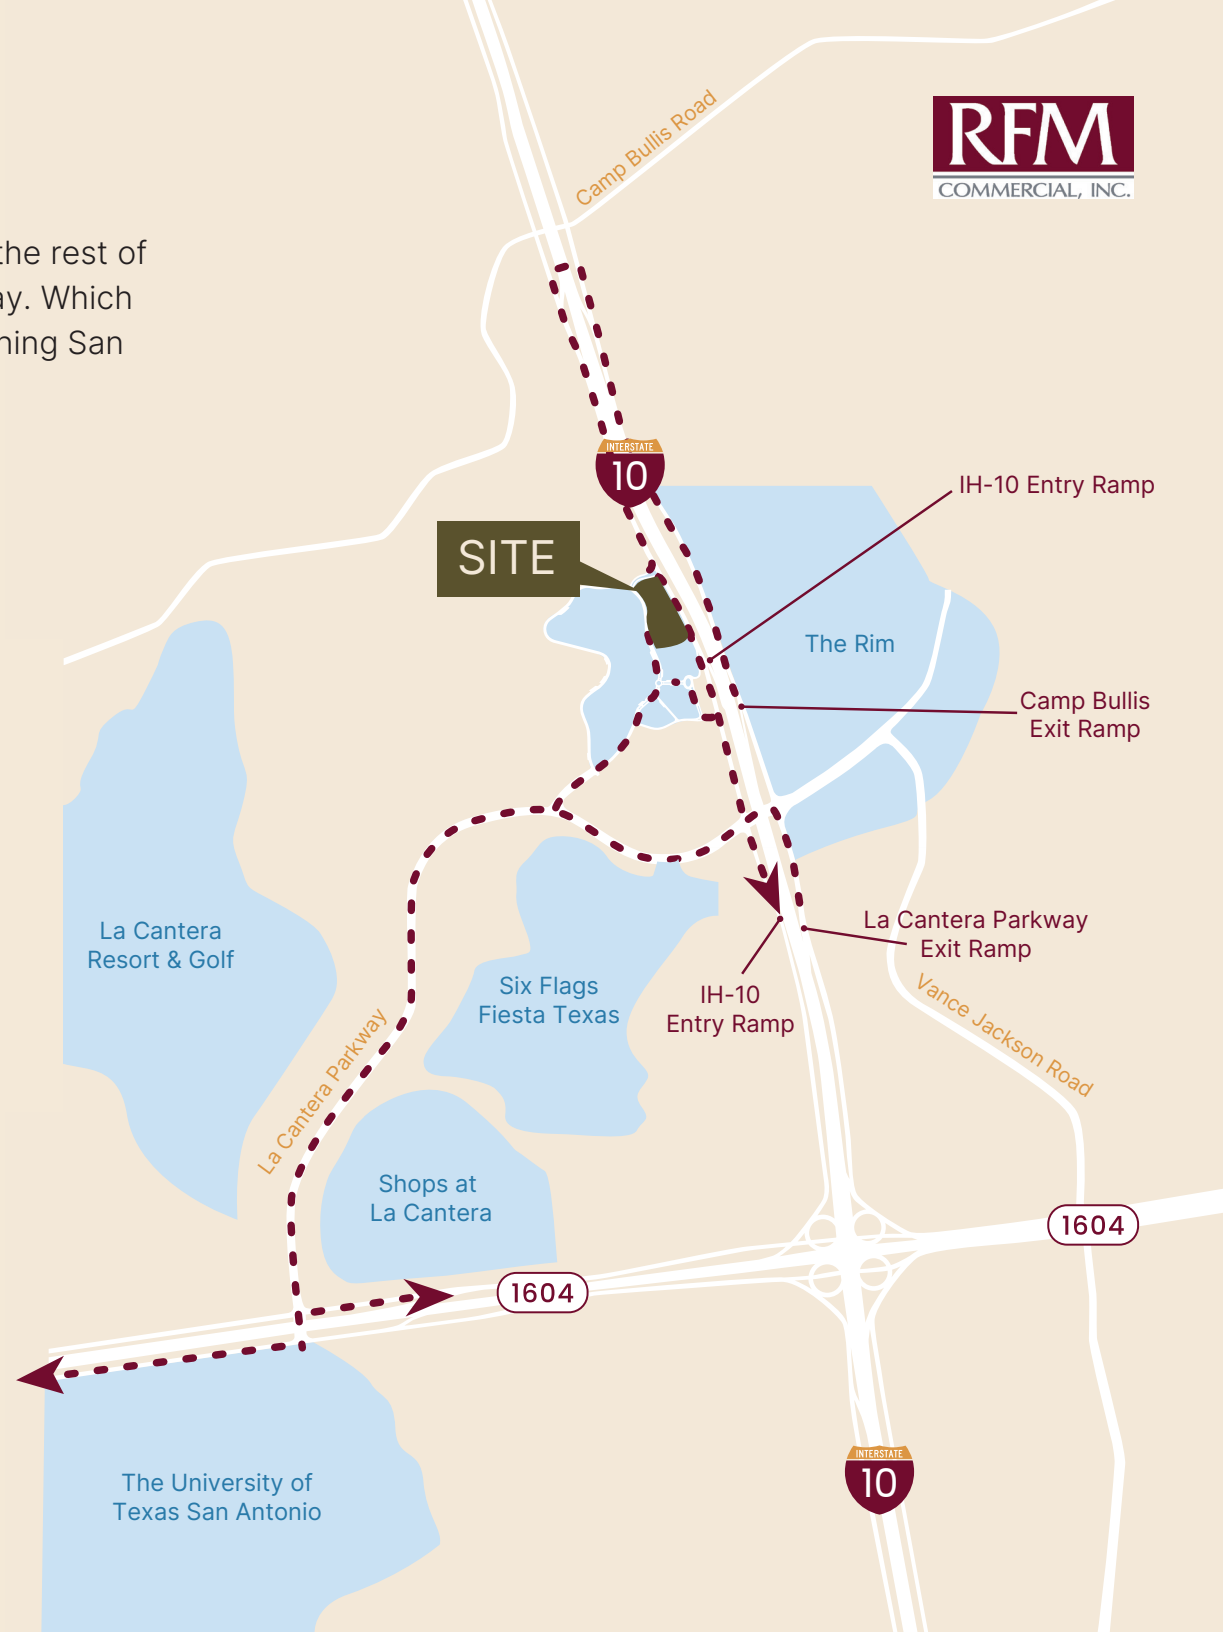 RFM
COMMERCIAL, INC.
Camp Bullis Road
the rest of
ay. Which
ning San
INTERSTATE
10
IH-10 Entry Ramp
SITE
The Rim
Camp Bullis
Exit Ramp
La Cantera
Resort & Golf
La Cantera Parkway
Exit Ramp
Six Flags
Fiesta Texas
IH-10
Entry Ramp
Vance Jackson Road
La Cantera Parkway
Shops at
La Cantera
1604
1604
INTERSTATE
10
The University of
Texas San Antonio